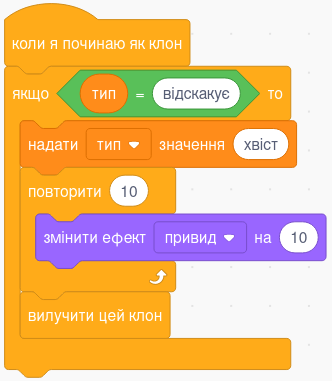 коли я починаю як клон
якщо тип = відскакує то
надати тип значення хвіст
повторити 10
змінити ефект привид на 10
вилучити цей клон